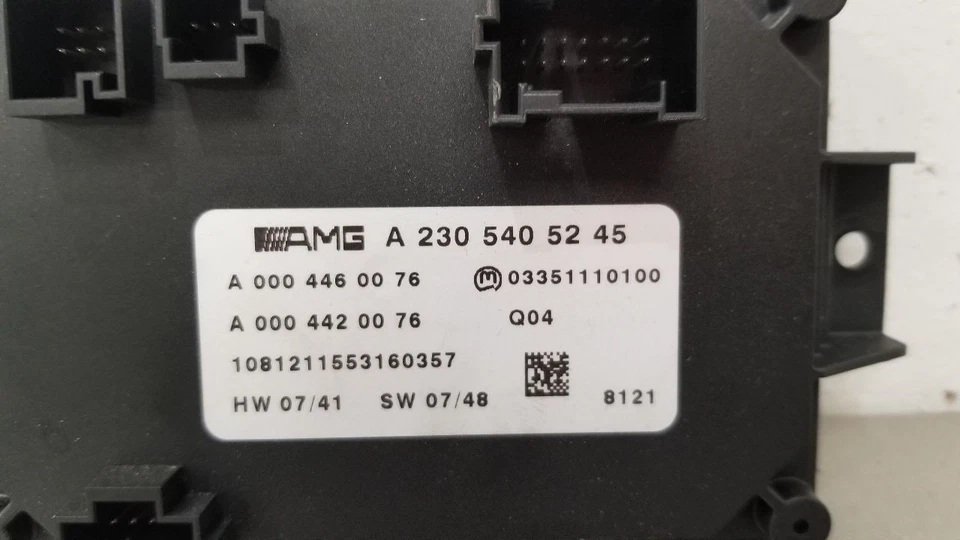 AMG A 230 540 52 45
A 000 446 00 76 M 03351110100
A 000 442 00 76 Q04
1081211553160357
HW 07/41 SW 07/48 8121